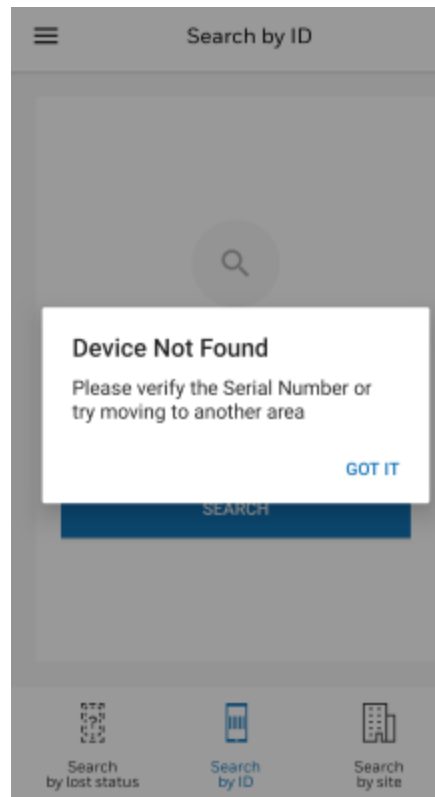 Search by ID
Device Not Found
Please verify the Serial Number or
try moving to another area
GOT IT
SEARCH
Search
by lost status
Search
by ID
Search
by site